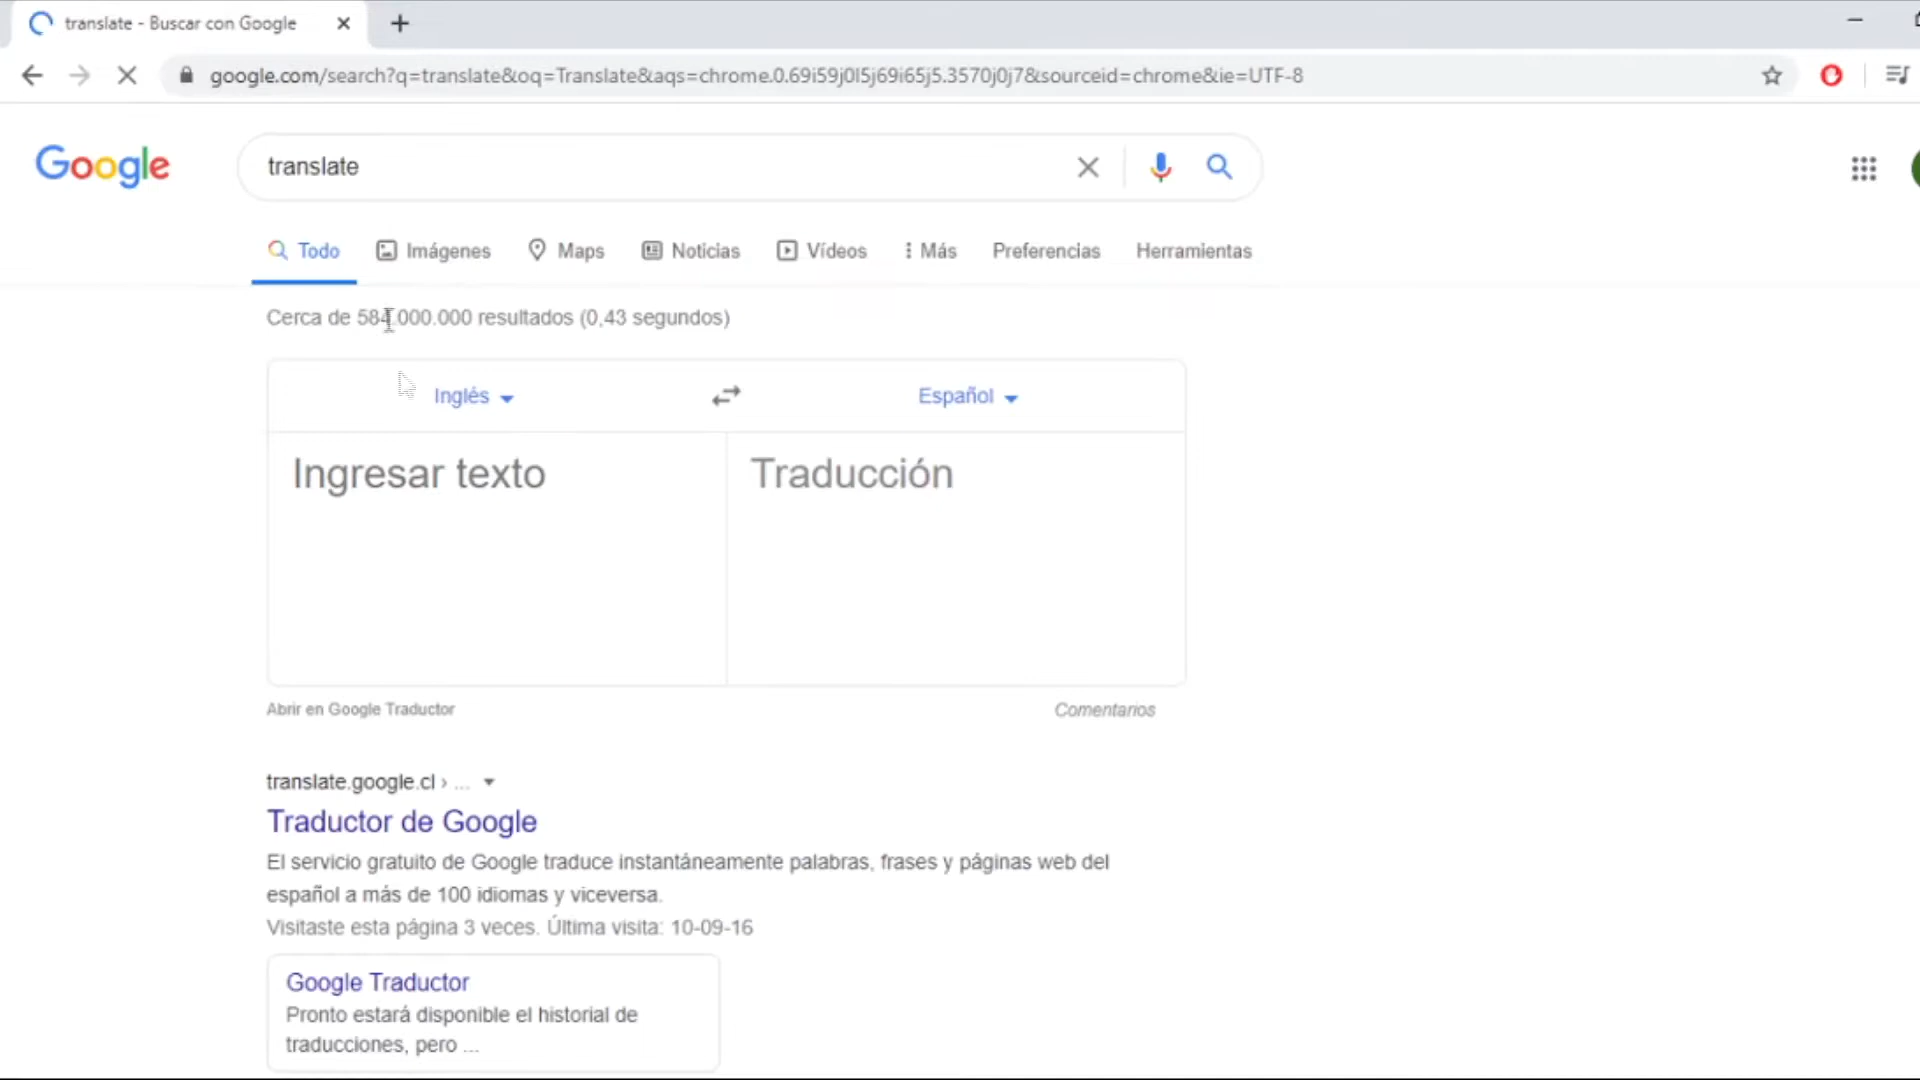 translate - Buscar con Google
google.com/search?q=translate&oq=Translate&aqs=chrome.0.69i59j0l5j69i65j5.3570j0j7&sourceid=chrome&ie=UTF-8
Google
translate
Todo Imágenes Maps Noticias Vídeos Más Preferencias Herramientas
Cerca de 584.000.000 resultados (0,43 segundos)
Inglés Español
Ingresar texto Traducción
Abrir en Google Traductor Comentarios
translate.google.cl › ...
Traductor de Google
El servicio gratuito de Google traduce instantáneamente palabras, frases y páginas web del
español a más de 100 idiomas y viceversa.
Visitaste esta página 3 veces. Última visita: 10-09-16
Google Traductor
Pronto estará disponible el historial de
traducciones, pero ...